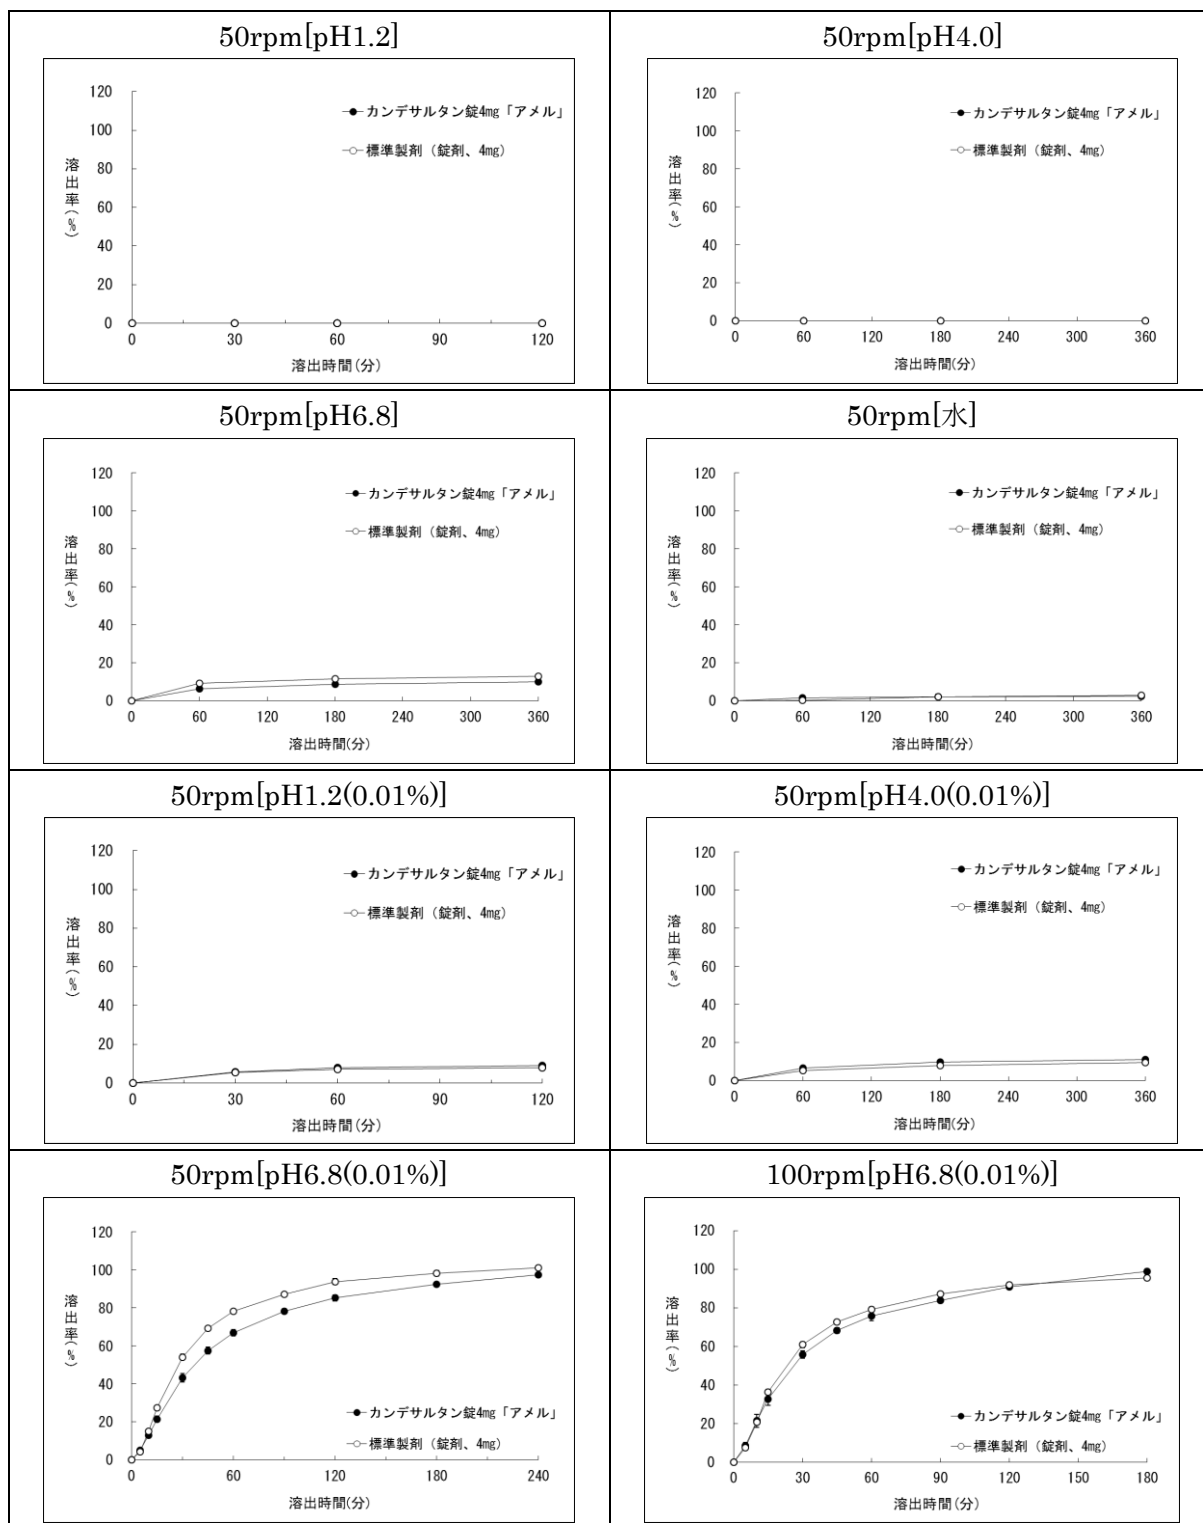 50rpm[pH1.2]
120
100
80
60
40
20
0
溶出率(%)
カンデサルタン錠4mg「アメル」
標準製剤（錠剤、4mg）
0 30 60 90 120
溶出時間(分)
50rpm[pH4.0]
120
100
80
60
40
20
0
溶出率(%)
カンデサルタン錠4mg「アメル」
標準製剤（錠剤、4mg）
0 60 120 180 240 300 360
溶出時間(分)
50rpm[pH6.8]
120
100
80
60
40
20
0
溶出率(%)
カンデサルタン錠4mg「アメル」
標準製剤（錠剤、4mg）
0 60 120 180 240 300 360
溶出時間(分)
50rpm[水]
120
100
80
60
40
20
0
溶出率(%)
カンデサルタン錠4mg「アメル」
標準製剤（錠剤、4mg）
0 60 120 180 240 300 360
溶出時間(分)
50rpm[pH1.2(0.01%)]
120
100
80
60
40
20
0
溶出率(%)
カンデサルタン錠4mg「アメル」
標準製剤（錠剤、4mg）
0 30 60 90 120
溶出時間(分)
50rpm[pH4.0(0.01%)]
120
100
80
60
40
20
0
溶出率(%)
カンデサルタン錠4mg「アメル」
標準製剤（錠剤、4mg）
0 60 120 180 240 300 360
溶出時間(分)
50rpm[pH6.8(0.01%)]
120
100
80
60
40
20
0
溶出率(%)
カンデサルタン錠4mg「アメル」
標準製剤（錠剤、4mg）
0 60 120 180 240
溶出時間(分)
100rpm[pH6.8(0.01%)]
120
100
80
60
40
20
0
溶出率(%)
カンデサルタン錠4mg「アメル」
標準製剤（錠剤、4mg）
0 30 60 90 120 150 180
溶出時間(分)